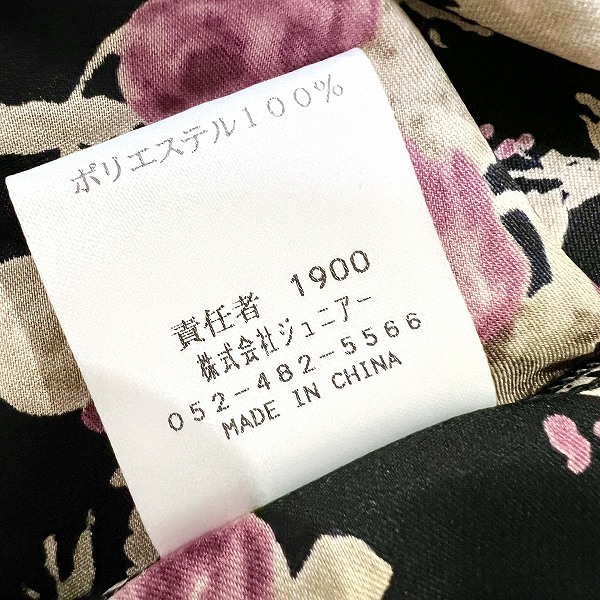 ポリエステル100%
責任者 1900
株式会社ジュニアー
052-482-5566
MADE IN CHINA